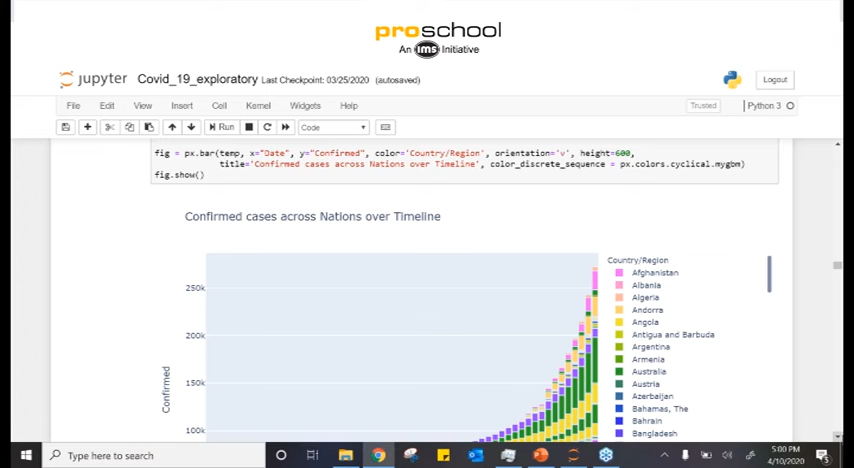 proschool
An ims Initiative
jupyter Covid_19_exploratory Last Checkpoint: 03/25/2020 (autosaved)
Logout
File Edit View Insert Cell Kernel Widgets Help
Trusted
Python 3
Run
Code
fig = px.bar(temp, x="Date", y="Confirmed", color='Country/Region', orientation='v', height=600,
title='Confirmed cases across Nations over Timeline', color_discrete_sequence = px.colors.cyclical.mygbm)
fig.show()
Confirmed cases across Nations over Timeline
Country/Region
Afghanistan
Albania
Algeria
Andorra
Angola
Antigua and Barbuda
Argentina
Armenia
Australia
Austria
Azerbaijan
Bahamas, The
Bahrain
Bangladesh
250k
200k
150k
100k
Confirmed
Type here to search
5:00 PM
4/10/2020